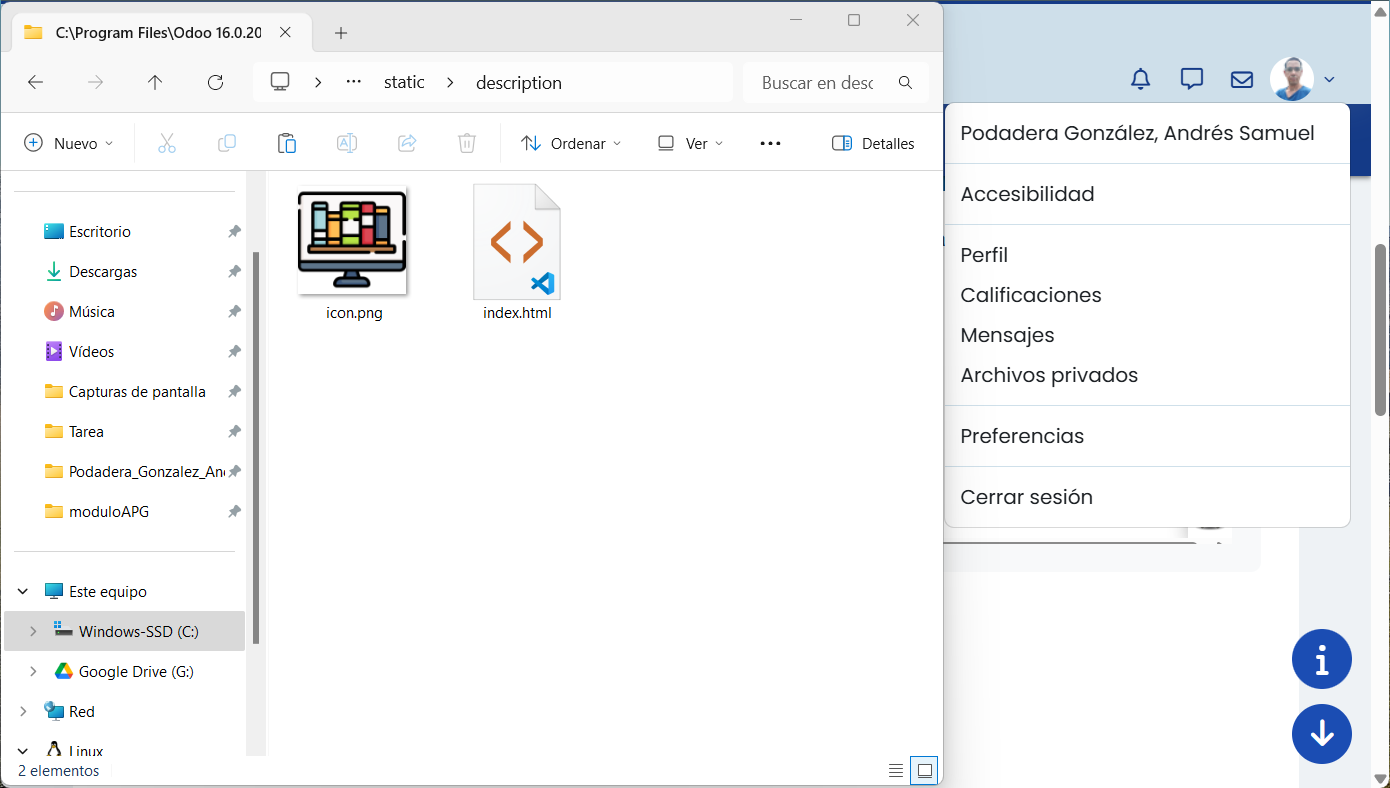 C:\Program Files\Odoo 16.0.20
static
description
Buscar en desc
Nuevo
Ordenar
Ver
Detalles
Escritorio
Descargas
Música
Vídeos
Capturas de pantalla
Tarea
Podadera_Gonzalez_And
moduloAPG
Este equipo
Windows-SSD (C:)
Google Drive (G:)
Red
Linux
icon.png
index.html
2 elementos
Podadera González, Andrés Samuel
Accesibilidad
Perfil
Calificaciones
Mensajes
Archivos privados
Preferencias
Cerrar sesión